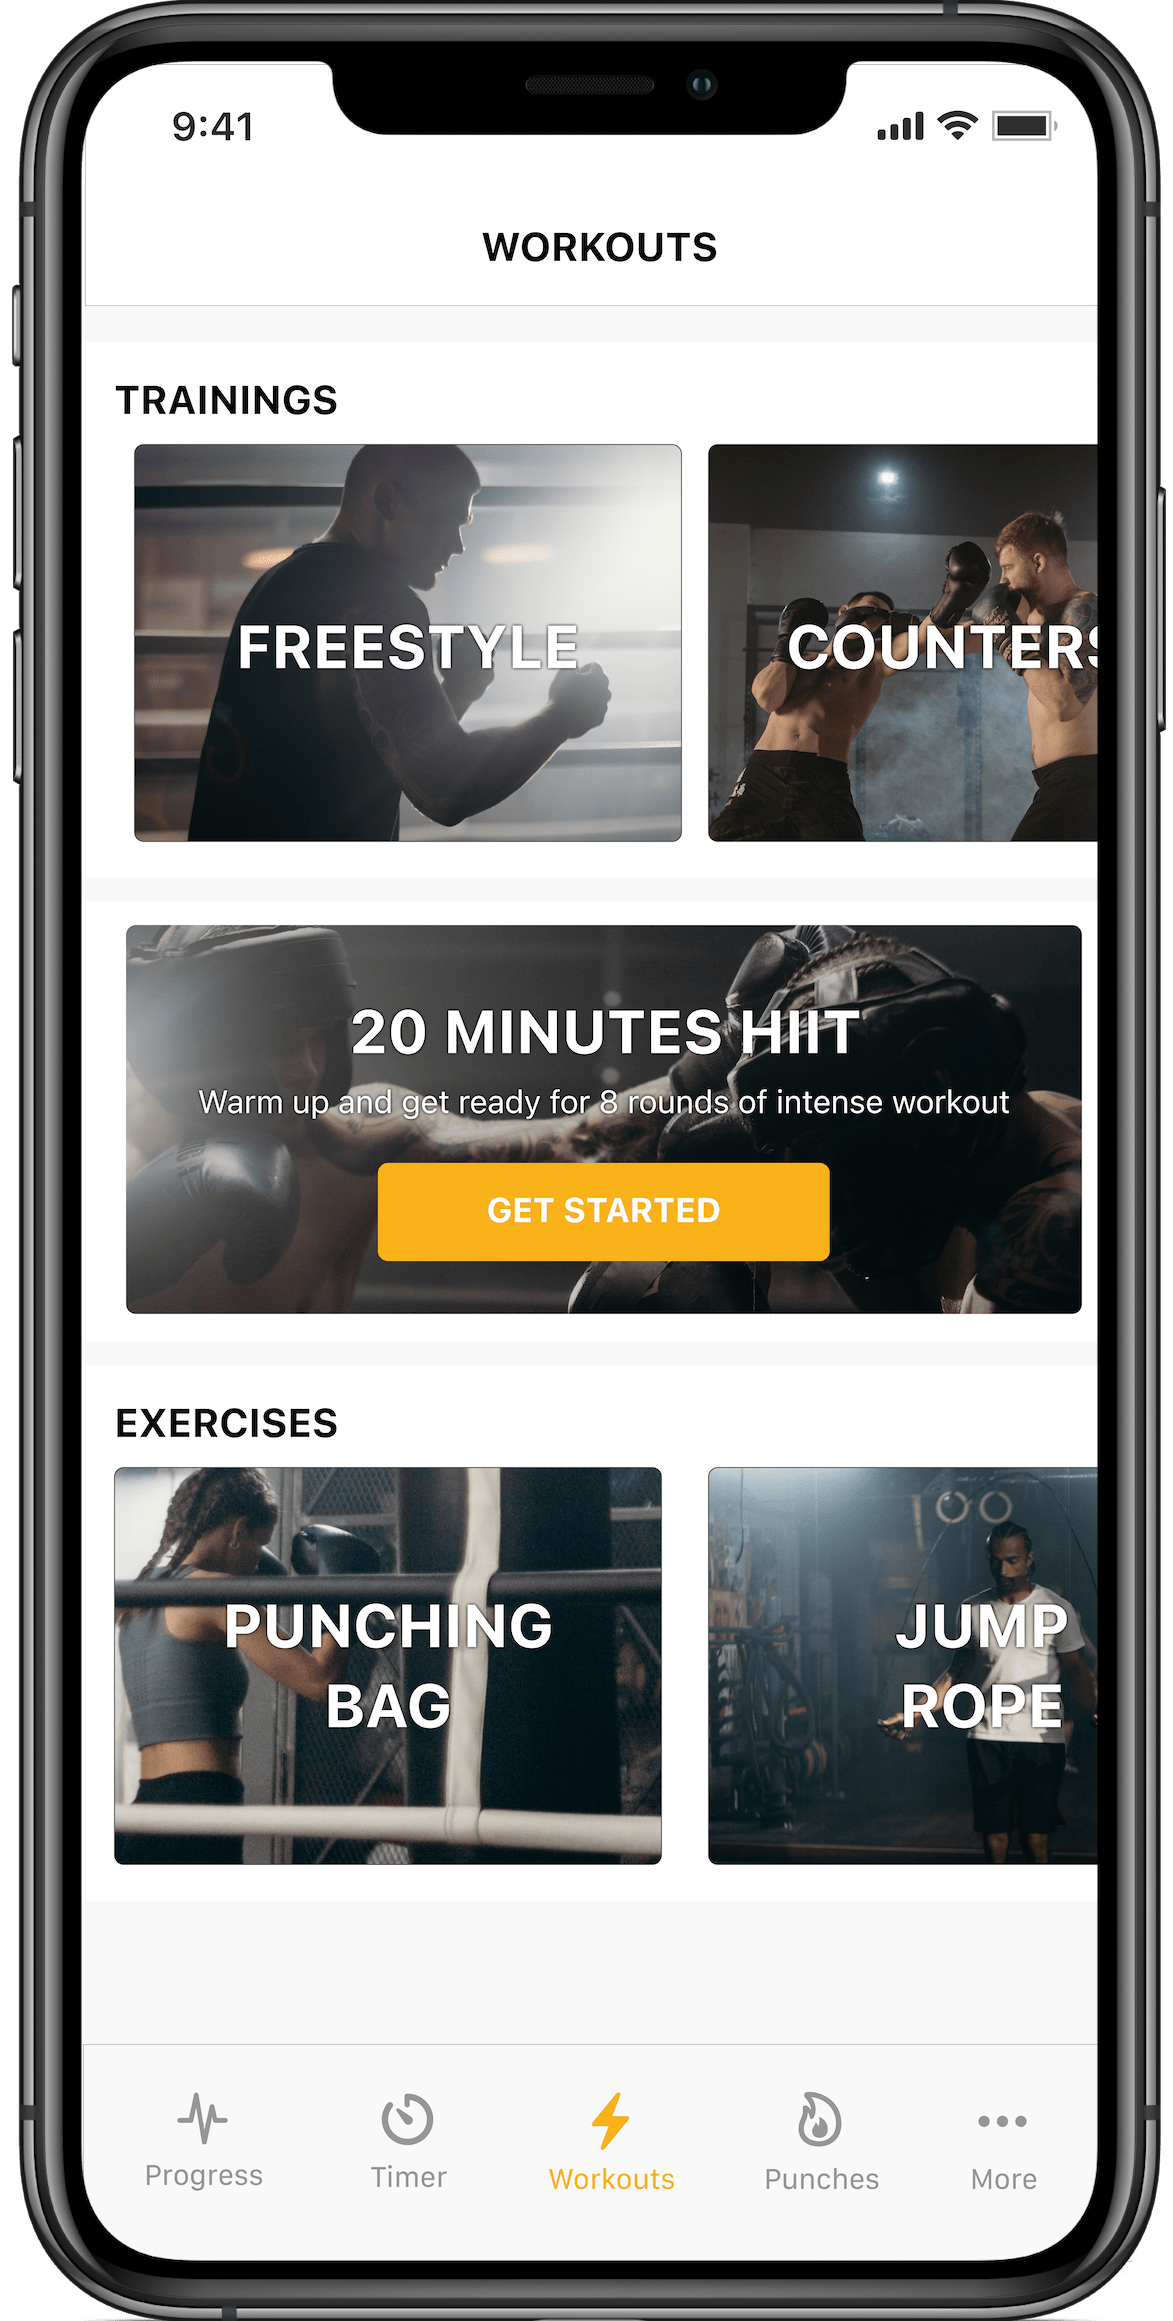 9:41
WORKOUTS
TRAININGS
FREESTYLE
COUNTERS
20 MINUTES HIIT
Warm up and get ready for 8 rounds of intense workout
GET STARTED
EXERCISES
PUNCHING
BAG
JUMP
ROPE
Progress
Timer
Workouts
Punches
More